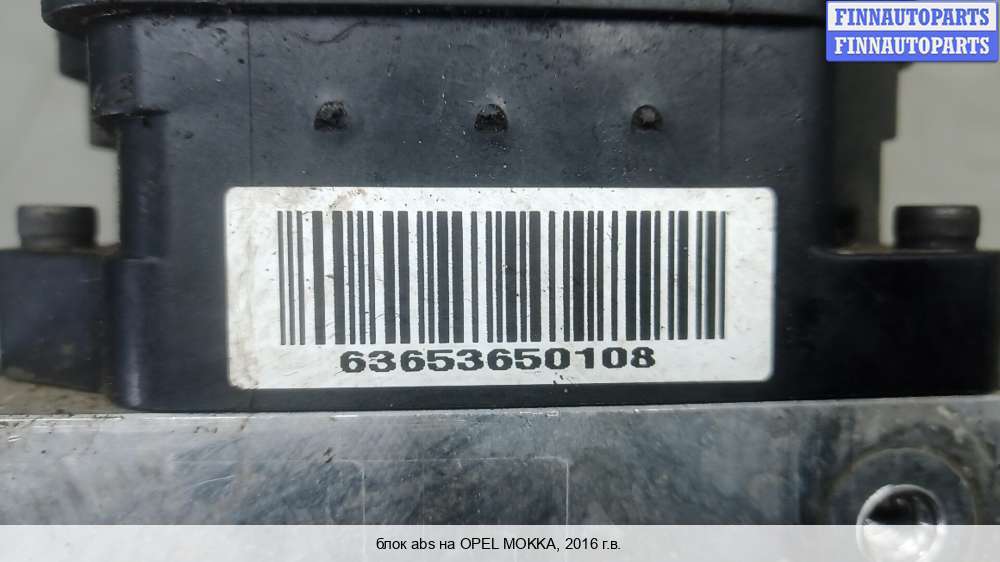 FINNAUTOPARTS
FINNAUTOPARTS
63653650108
блок abs на OPEL MOKKA, 2016 г.в.